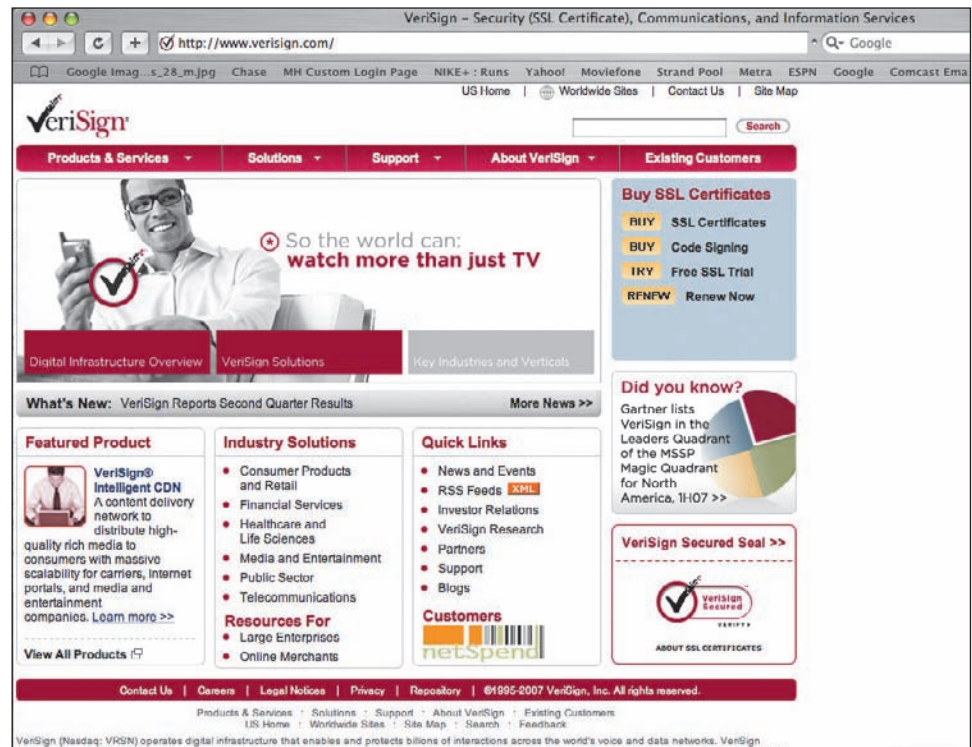 VeriSign – Security (SSL Certificate), Communications, and Information Services
http://www.verisign.com/
Google
Google Imag...s_28_m.jpg Chase MH Custom Login Page NIKE+ : Runs Yahoo! Moviefone Strand Pool Metra ESPN Google Comcast Ema
US Home | Worldwide Sites | Contact Us | Site Map
VeriSign
Search
Products & Services Solutions Support About VeriSign Existing Customers
So the world can:
watch more than just TV
Digital Infrastructure Overview VeriSign Solutions Key Industries and Verticals
Buy SSL Certificates
BUY SSL Certificates
BUY Code Signing
TRY Free SSL Trial
RENEW Renew Now
What's New: VeriSign Reports Second Quarter Results More News >>
Did you know?
Gartner lists
VeriSign in the
Leaders Quadrant
of the MSSP
Magic Quadrant
for North
America, 1H07 >>
Featured Product
VeriSign®
Intelligent CDN
A content delivery
network to
distribute high-
quality rich media to
consumers with massive
scalability for carriers, Internet
portals, and media and
entertainment
companies. Learn more >>
View All Products
Industry Solutions
Consumer Products
and Retail
Financial Services
Healthcare and
Life Sciences
Media and Entertainment
Public Sector
Telecommunications
Resources For
Large Enterprises
Online Merchants
Quick Links
News and Events
RSS Feeds XML
Investor Relations
VeriSign Research
Partners
Support
Blogs
Customers
netSpend
VeriSign Secured Seal >>
VeriSign
Secured
VERIFY
ABOUT SSL CERTIFICATES
Contact Us | Careers | Legal Notices | Privacy | Repository | ©1995-2007 VeriSign, Inc. All rights reserved.
Products & Services : Solutions : Support : About VeriSign : Existing Customers
US Home : Worldwide Sites : Site Map : Search : Feedback
VeriSign (Nasdaq: VRSN) operates digital infrastructure that enables and protects billions of interactions across the world's voice and data networks. VeriSign